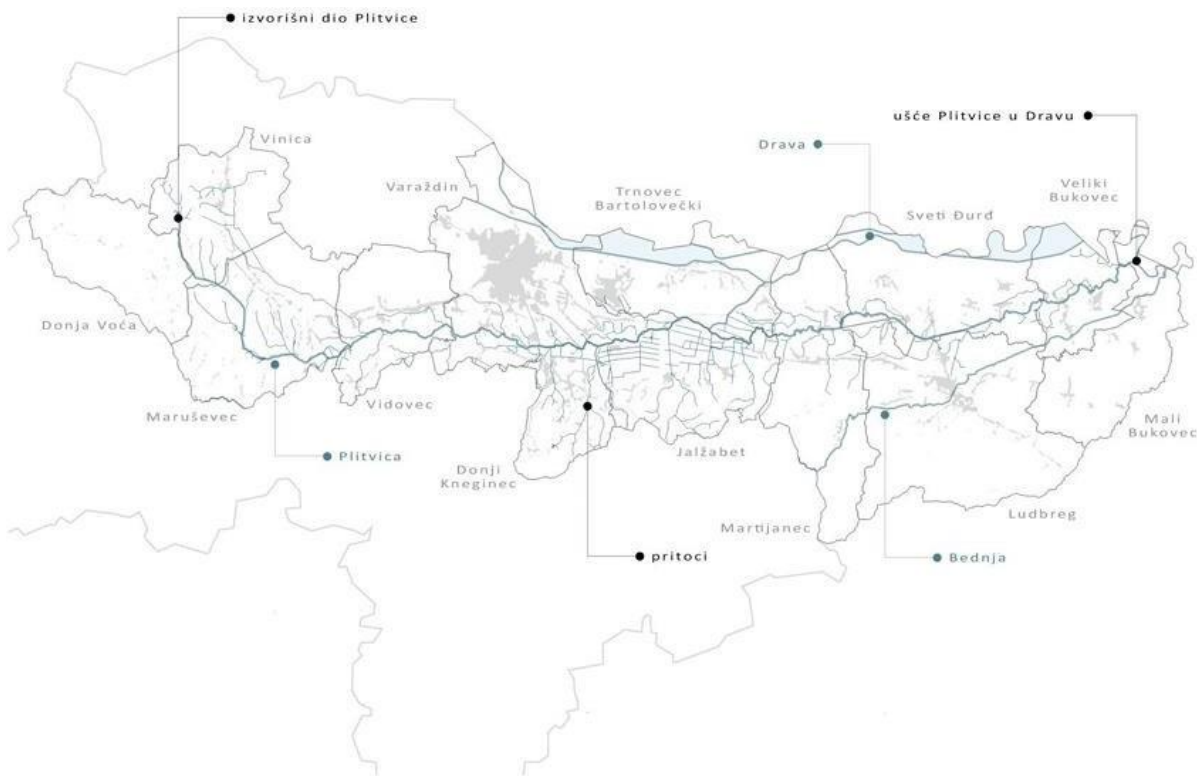 izvorišni dio Plitvice
ušće Plitvice u Dravu
Vinica
Drava
Varaždin
Trnovec
Bartolovečki
Veliki
Bukovec
Sveti Đurđ
Donja Voća
Maruševec
Vidovec
Plitvica
Donji
Kneginec
Jalžabet
Mali
Bukovec
Ludbreg
Martijanec
pritoci
Bednja